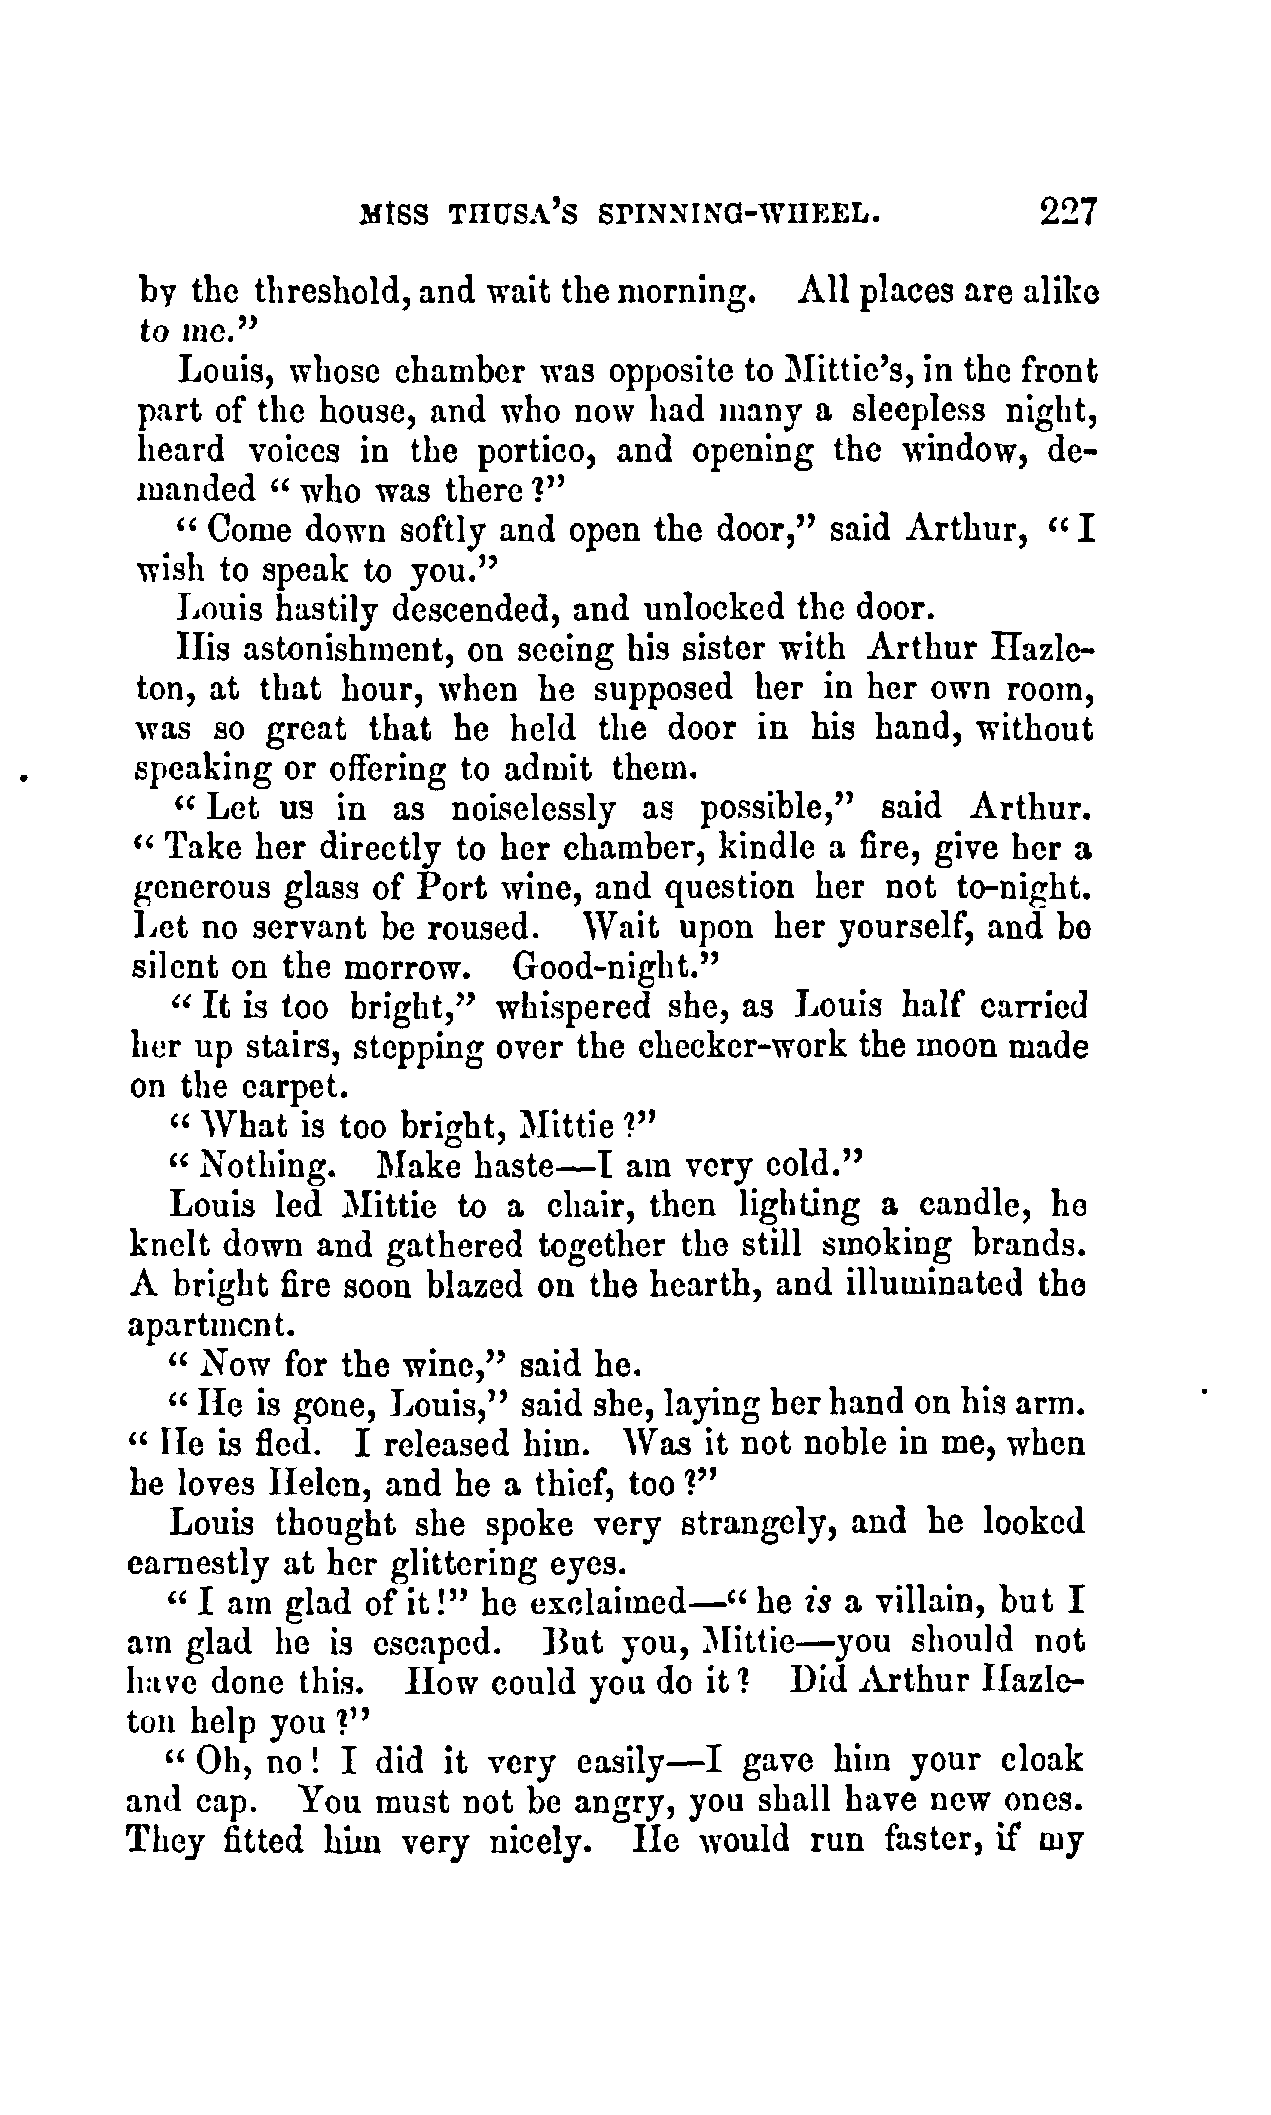 MISS THUSA'S SPINNING-WHEEL. 227
by the threshold, and wait the morning. All places are alike
to me."
Louis, whose chamber was opposite to Mittie's, in the front
part of the house, and who now had many a sleepless night,
heard voices in the portico, and opening the window, de-
manded "who was there?"
"Come down softly and open the door," said Arthur, "I
wish to speak to you."
Louis hastily descended, and unlocked the door.
His astonishment, on seeing his sister with Arthur Hazle-
ton, at that hour, when he supposed her in her own room,
was so great that he held the door in his hand, without
speaking or offering to admit them.
"Let us in as noiselessly as possible," said Arthur.
"Take her directly to her chamber, kindle a fire, give her a
generous glass of Port wine, and question her not to-night.
Let no servant be roused. Wait upon her yourself, and be
silent on the morrow. Good-night."
"It is too bright," whispered she, as Louis half carried
her up stairs, stepping over the checker-work the moon made
on the carpet.
"What is too bright, Mittie?"
"Nothing. Make haste—I am very cold."
Louis led Mittie to a chair, then lighting a candle, he
knelt down and gathered together the still smoking brands.
A bright fire soon blazed on the hearth, and illuminated the
apartment.
"Now for the wine," said he.
"He is gone, Louis," said she, laying her hand on his arm.
"He is fled. I released him. Was it not noble in me, when
he loves Helen, and he a thief, too?"
Louis thought she spoke very strangely, and he looked
earnestly at her glittering eyes.
"I am glad of it!" he exclaimed—"he is a villain, but I
am glad he is escaped. But you, Mittie—you should not
have done this. How could you do it? Did Arthur Hazle-
ton help you?"
"Oh, no! I did it very easily—I gave him your cloak
and cap. You must not be angry, you shall have new ones.
They fitted him very nicely. He would run faster, if my